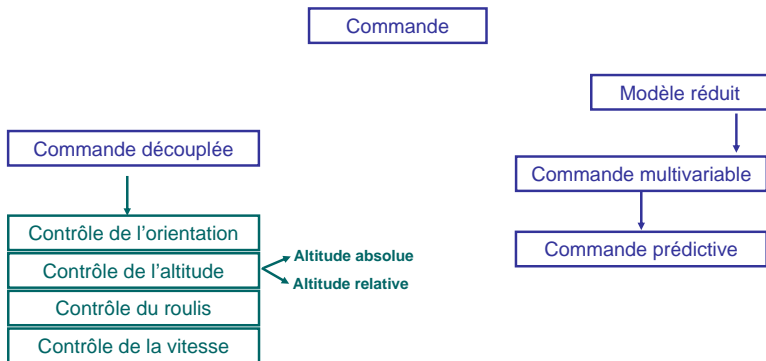 Commande
Modèle réduit
Commande découplée
Commande multivariable
Contrôle de l'orientation
Commande prédictive
Contrôle de l'altitude
Altitude absolue
Altitude relative
Contrôle du roulis
Contrôle de la vitesse